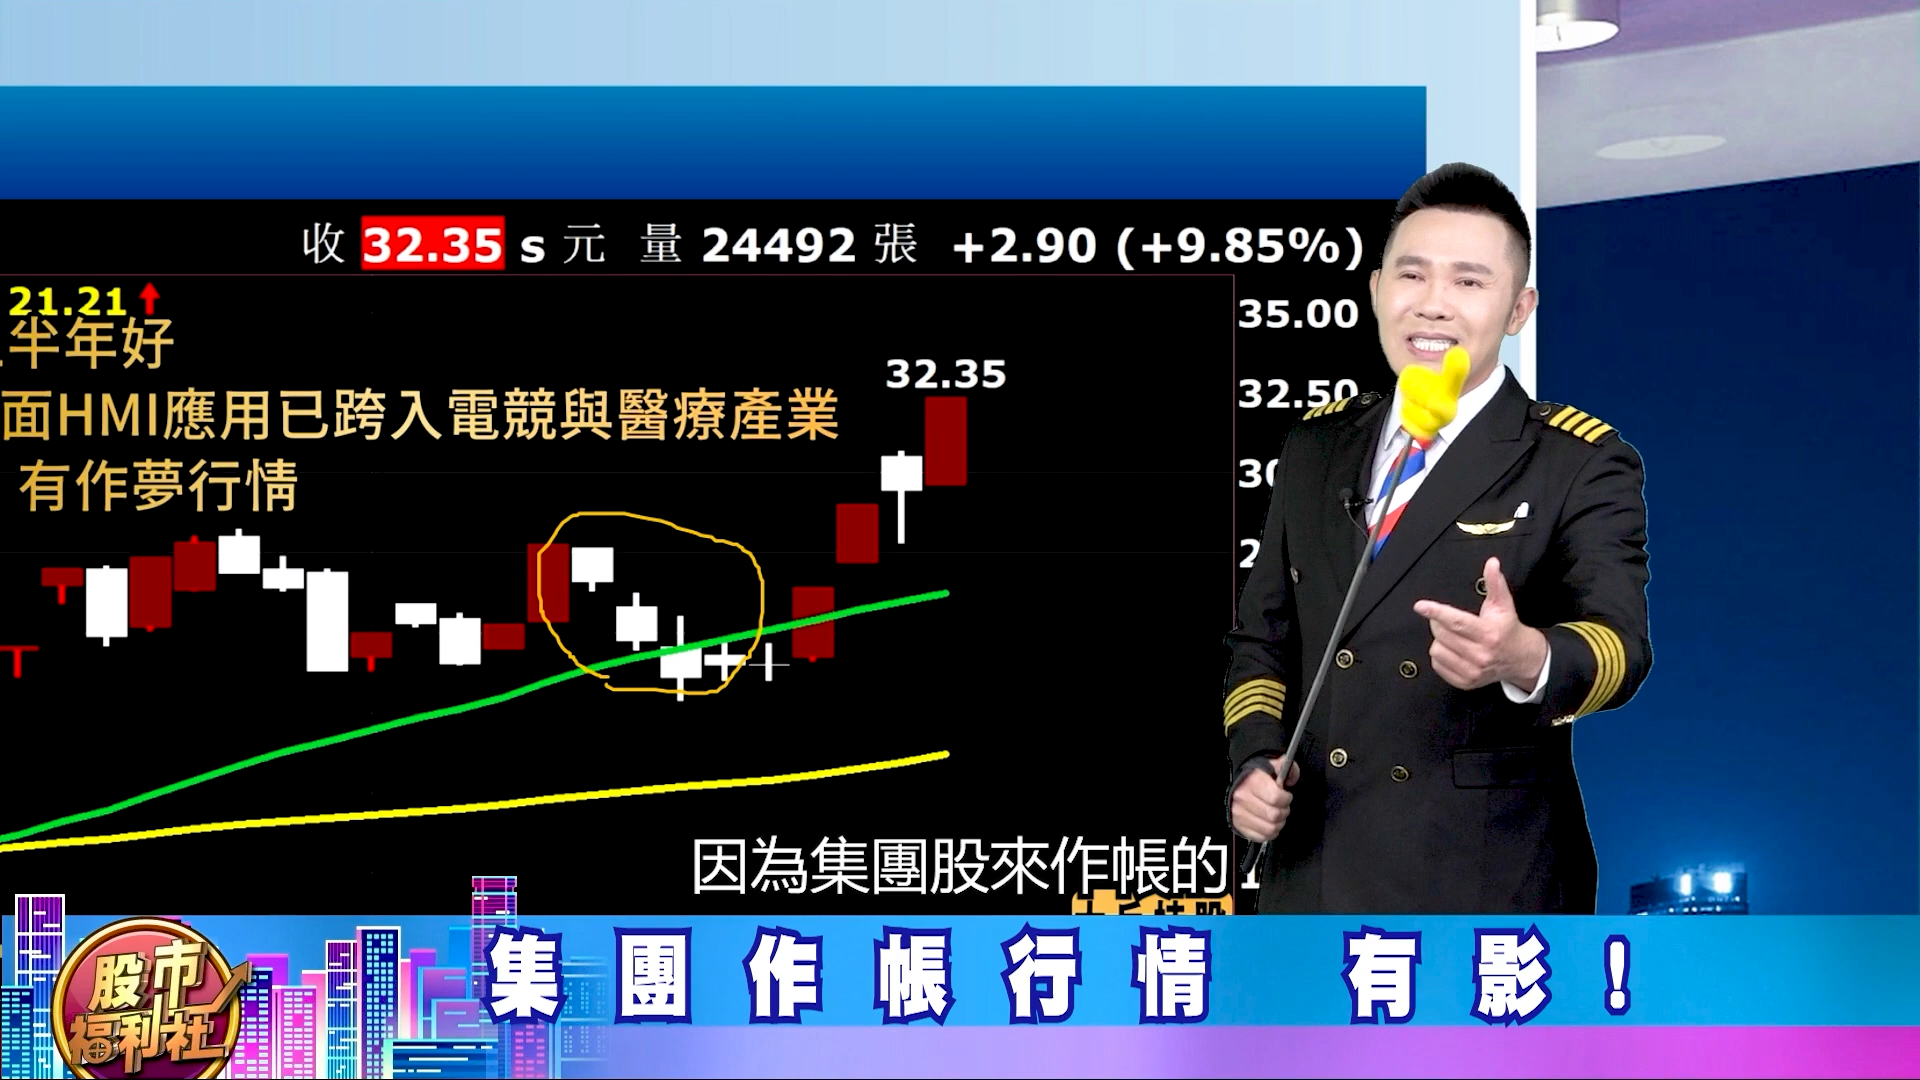 收 32.35 s 元 量 24492 張 +2.90 (+9.85%)
21.21
半年好
面HMI應用已跨入電競與醫療產業
有作夢行情
32.35
35.00
32.50
因為集團股來作帳的
集團作帳行情 有影!
股市
福利社